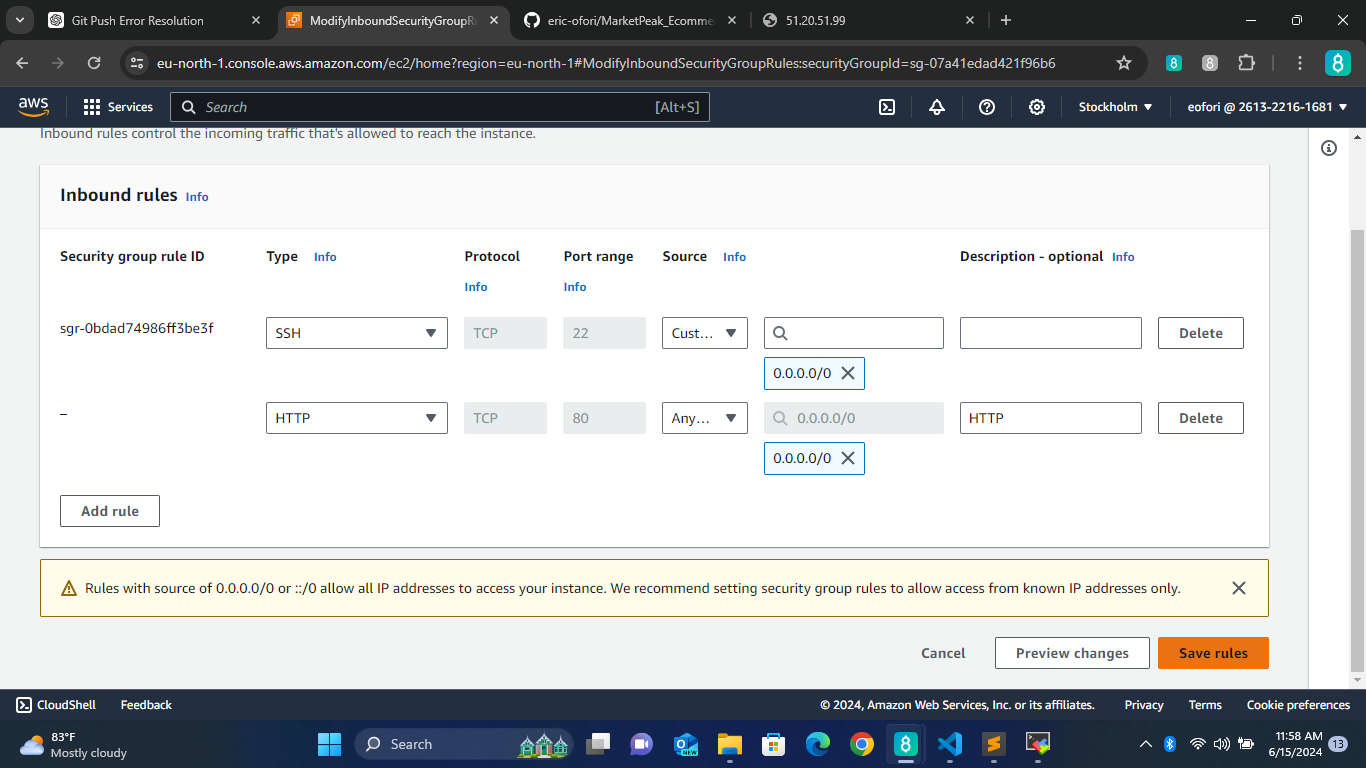 Git Push Error Resolution
ModifyInboundSecurityGroupRu
eric-ofori/MarketPeak_Ecomme
51.20.51.99
eu-north-1.console.aws.amazon.com/ec2/home?region=eu-north-1#ModifyInboundSecurityGroupRules:securityGroupId=sg-07a41edad421f96b6
aws Services Search [Alt+S] Stockholm eofori @ 2613-2216-1681
Inbound rules control the incoming traffic that's allowed to reach the instance.
Inbound rules Info
Security group rule ID Type Info Protocol Port range Source Info Description - optional Info
Info Info
sgr-0bdad74986ff3be3f SSH TCP 22 Cust... Delete
0.0.0.0/0
– HTTP TCP 80 Any... 0.0.0.0/0 HTTP Delete
0.0.0.0/0
Add rule
Rules with source of 0.0.0.0/0 or ::/0 allow all IP addresses to access your instance. We recommend setting security group rules to allow access from known IP addresses only.
Cancel Preview changes Save rules
CloudShell Feedback © 2024, Amazon Web Services, Inc. or its affiliates. Privacy Terms Cookie preferences
83°F
Mostly cloudy
Search
NEW
11:58 AM
6/15/2024
13